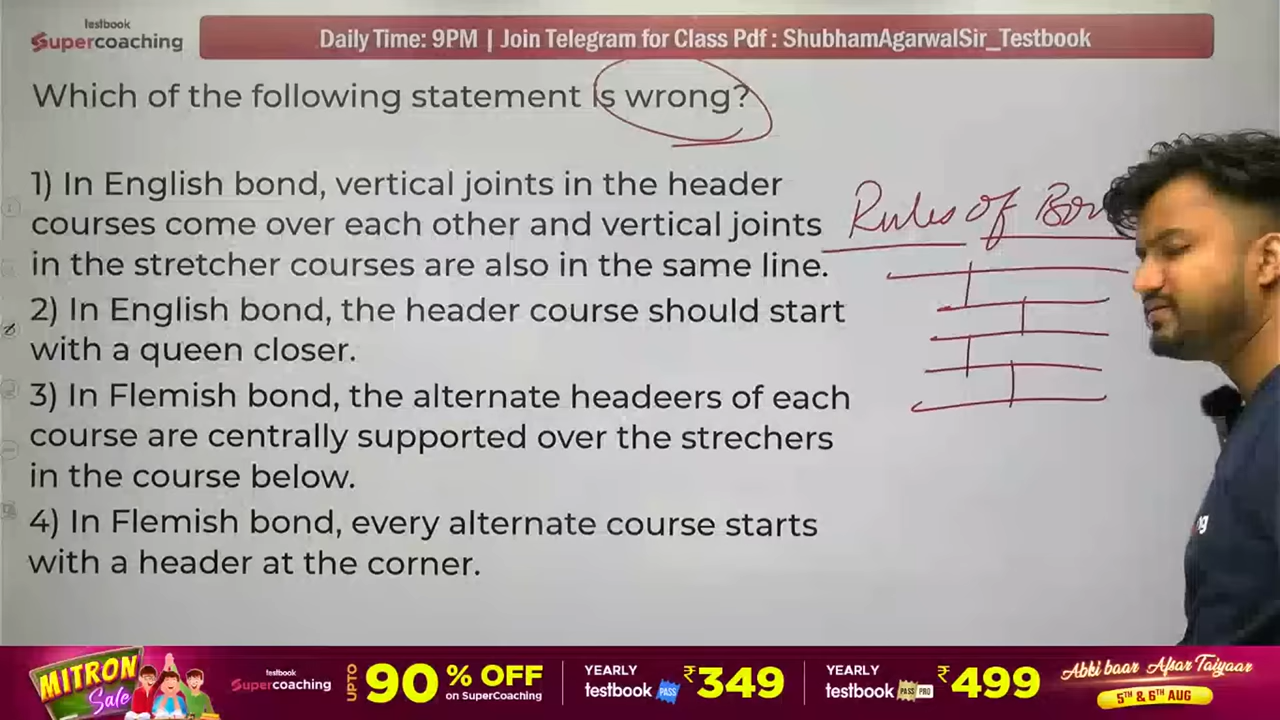 testbook
Supercoaching
Daily Time: 9PM | Join Telegram for Class Pdf : ShubhamAgarwalSir_Testbook
Which of the following statement is wrong?
1) In English bond, vertical joints in the header
courses come over each other and vertical joints
in the stretcher courses are also in the same line.
2) In English bond, the header course should start
with a queen closer.
3) In Flemish bond, the alternate headeers of each
course are centrally supported over the strechers
in the course below.
4) In Flemish bond, every alternate course starts
with a header at the corner.
Rules of
MITRON
Sale
testbook
Supercoaching
UPTO 90% OFF
on SuperCoaching
YEARLY
testbook PASS
₹349
YEARLY
testbook PASS PRO
₹499
Abki baar Afsar Taiyaar
5TH & 6TH AUG